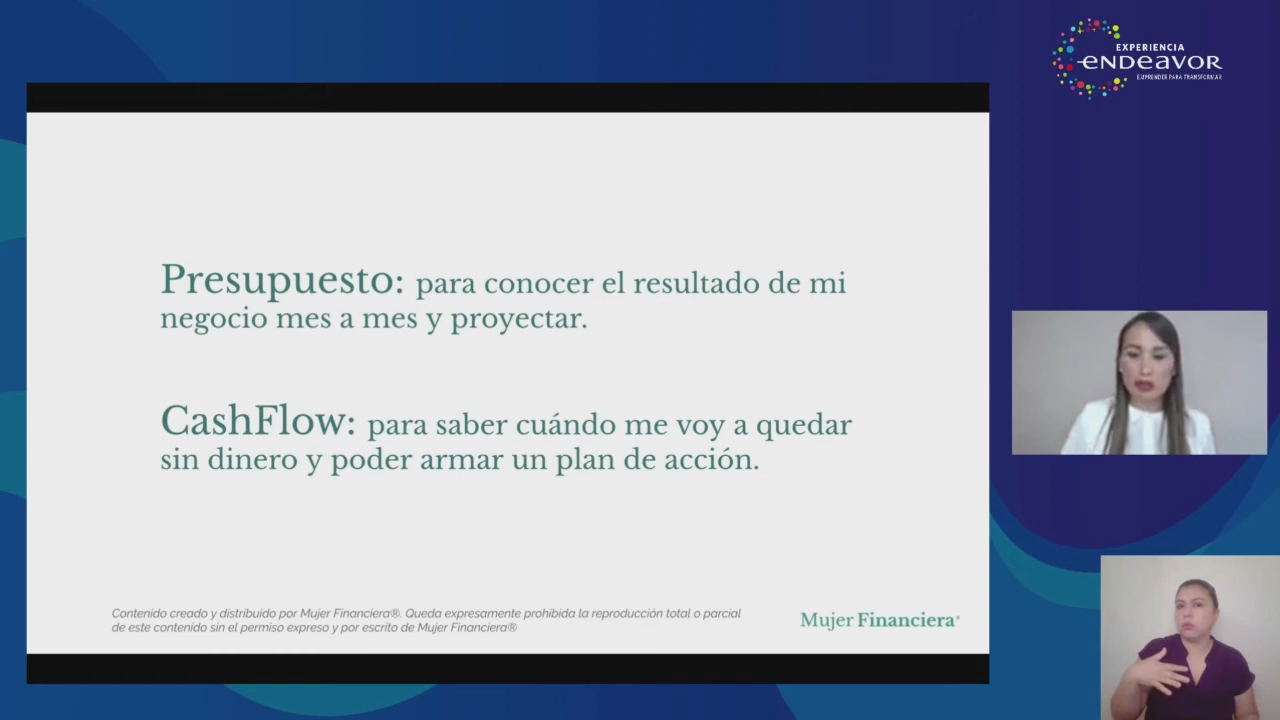 EXPERIENCIA
ENDEAVOR
EMPRENDER PARA TRANSFORMAR
Presupuesto: para conocer el resultado de mi
negocio mes a mes y proyectar.
CashFlow: para saber cuándo me voy a quedar
sin dinero y poder armar un plan de acción.
Contenido creado y distribuido por Mujer Financiera®. Queda expresamente prohibida la reproducción total o parcial
de este contenido sin el permiso expreso y por escrito de Mujer Financiera®
Mujer Financiera®